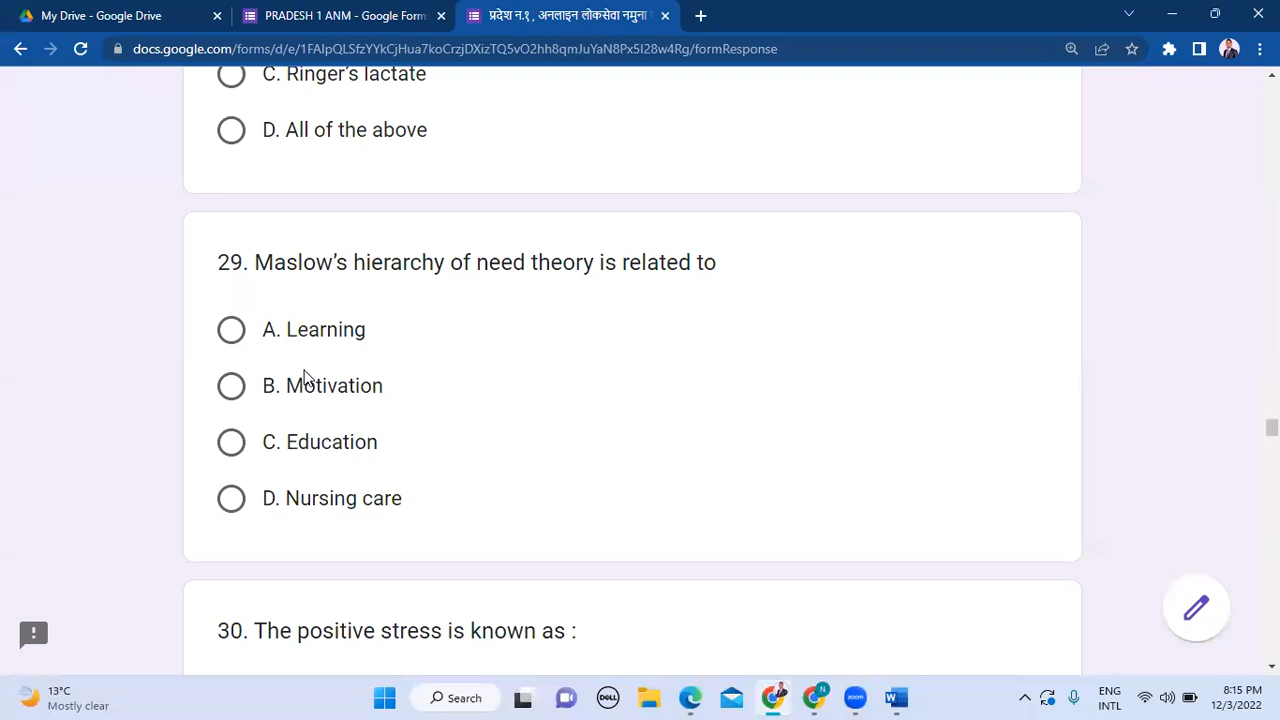 My Drive - Google Drive
PRADESH 1 ANM - Google Form
प्रदेश न.१, अनलाइन लोकसेवा नमुना
docs.google.com/forms/d/e/1FAIpQLSfzYYkCjHua7koCrzjDXizTQ5vO2hh8qmJuYaN8Px5I28w4Rg/formResponse
C. Ringer's lactate
D. All of the above
29. Maslow's hierarchy of need theory is related to
A. Learning
B. Motivation
C. Education
D. Nursing care
30. The positive stress is known as :
13°C
Mostly clear
Search
DELL
N
zoom
W
ENG
INTL
8:15 PM
12/3/2022